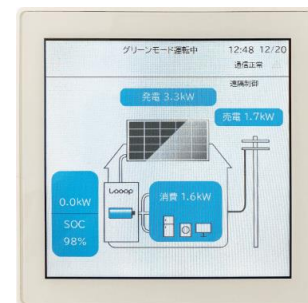 グリーンモード運転中 12:48 12/20
通信正常
遠隔制御
発電 3.3kW
売電 1.7kW
Looop
0.0kW
消費 1.6kW
SOC
98%